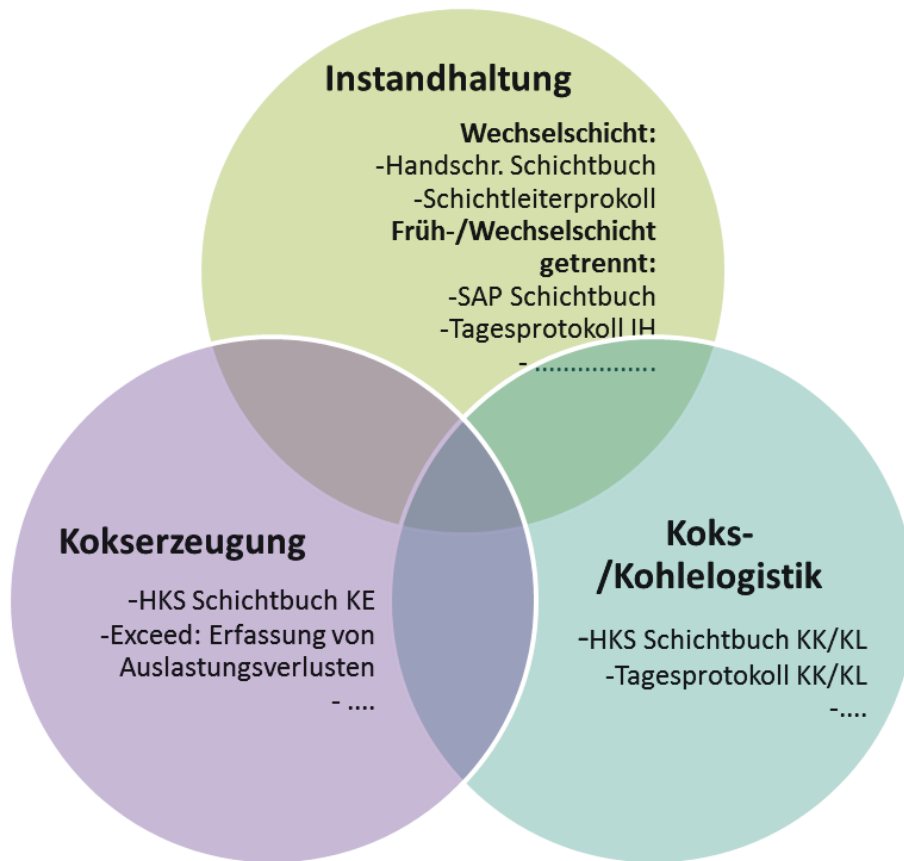 Instandhaltung
Wechselschicht:
-Handschr. Schichtbuch
-Schichtleiterprokoll
Früh-/Wechselschicht
getrennt:
-SAP Schichtbuch
-Tagesprotokoll IH
- .................
Kokserzeugung
-HKS Schichtbuch KE
-Exceed: Erfassung von
Auslastungsverlusten
- ....
Koks-
/Kohlelogistik
-HKS Schichtbuch KK/KL
-Tagesprotokoll KK/KL
-....